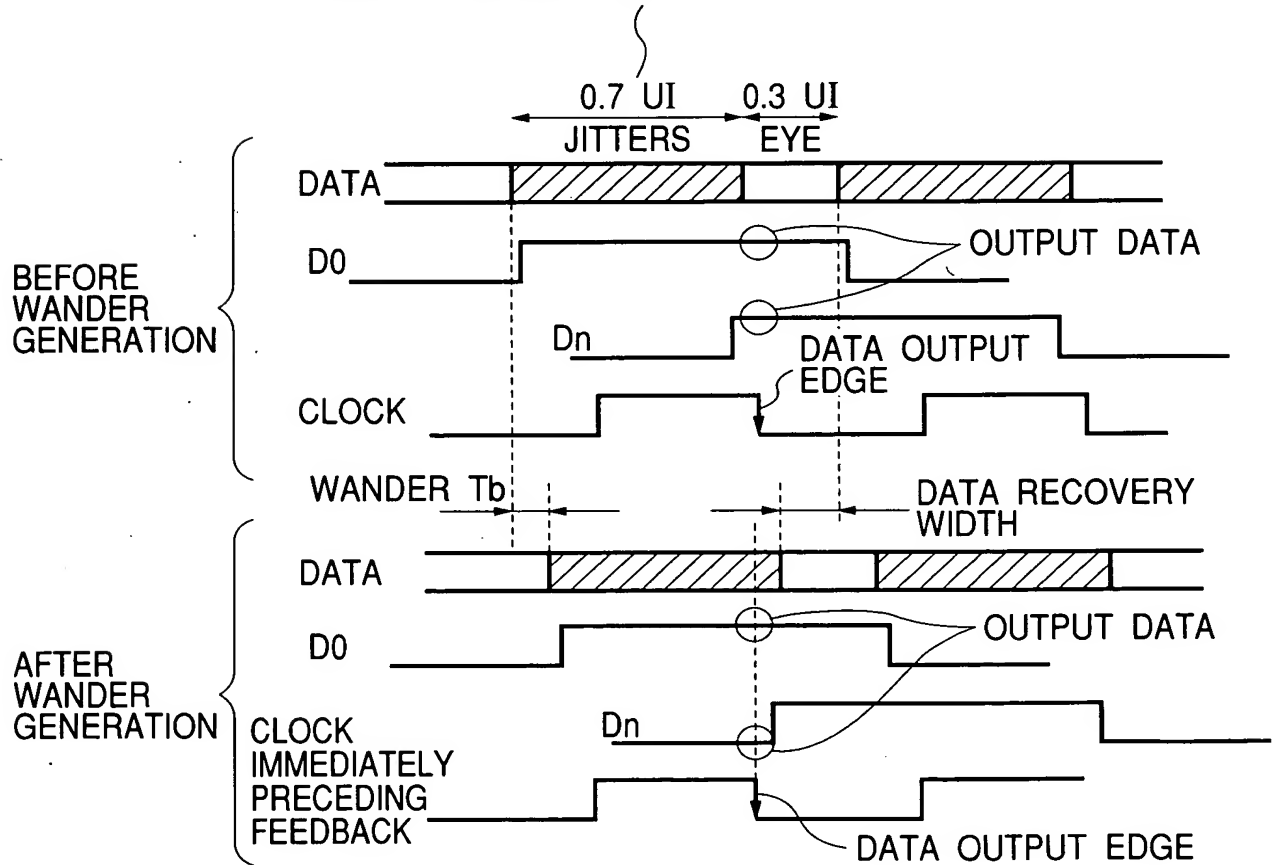 0.7 UI 0.3 UI
JITTERS EYE
DATA
D0
OUTPUT DATA
BEFORE
WANDER
GENERATION
Dn
DATA OUTPUT
EDGE
CLOCK
WANDER Tb
DATA RECOVERY
WIDTH
DATA
D0
OUTPUT DATA
AFTER
WANDER
GENERATION
Dn
CLOCK
IMMEDIATELY
PRECEDING
FEEDBACK
DATA OUTPUT EDGE